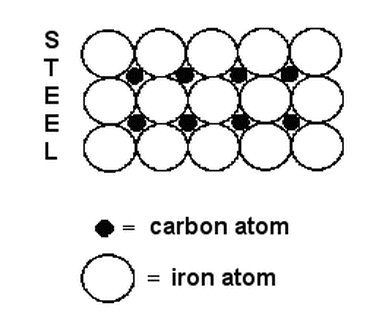 S
T
E
E
L
= carbon atom
= iron atom